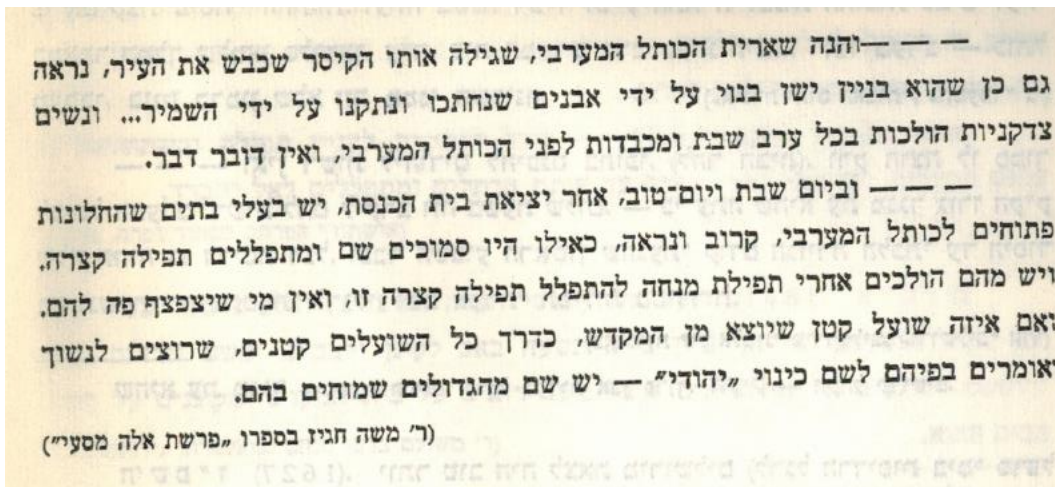 — — —והנה שארית הכותל המערבי, שגילה אותו הקיסר שכבש את העיר, נראה
גם כן שהוא בניין ישן בנוי על ידי אבנים שנחתכו ונתקנו על ידי השמיר... ונשים
צדקניות הולכות בכל ערב שבת ומכבדות לפני הכותל המערבי, ואין דובר דבר.
— — — וביום שבת ויום־טוב, אחר יציאת בית הכנסת, יש בעלי בתים שהחלונות
פתוחים לכותל המערבי, קרוב ונראה, כאילו היו סמוכים שם ומתפללים תפילה קצרה.
ויש מהם הולכים אחרי תפילת מנחה להתפלל תפילה קצרה זו, ואין מי שיצפצף פה להם.
ואם איזה שועל קטן שיוצא מן המקדש, כדרך כל השועלים קטנים, שרוצים לנשוך
ואומרים בפיהם לשם כינוי „יהודי״ — יש שם מהגדולים שמוחים בהם.
(ר׳ משה חגיז בספרו „פרשת אלה מסעי״)